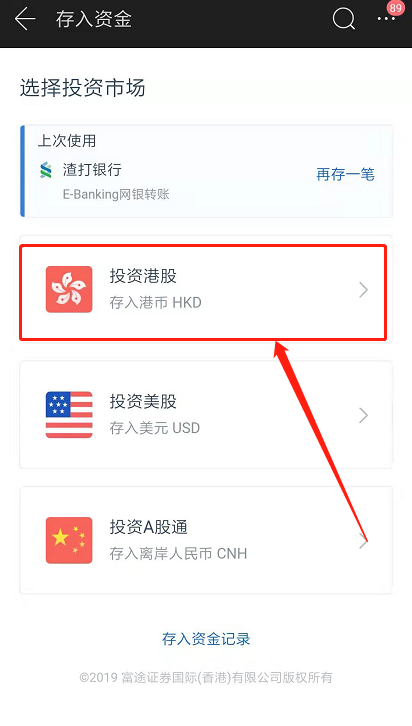 存入资金
89
选择投资市场
上次使用
渣打银行
再存一笔
E-Banking网银转账
投资港股
存入港币 HKD
投资美股
存入美元 USD
投资A股通
存入离岸人民币 CNH
存入资金记录
©2019 富途证券国际(香港)有限公司版权所有